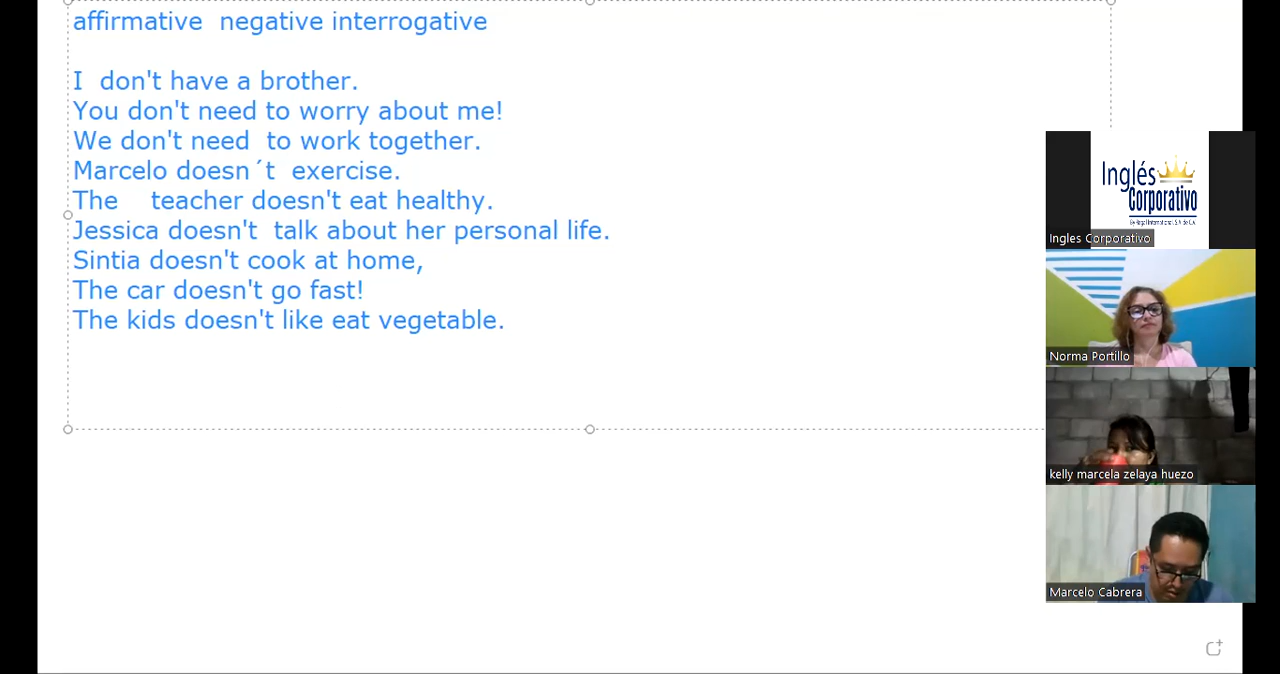 affirmative  negative interrogative
I  don't have a brother.
You don't need to worry about me!
We don't need  to work together.
Marcelo doesn´t  exercise.
The    teacher doesn't eat healthy.
Jessica doesn't  talk about her personal life.
Sintia doesn't cook at home,
The car doesn't go fast!
The kids doesn't like eat vegetable.
Inglés
Corporativo
Ingles Corporativo
Norma Portillo
kelly marcela zelaya huezo
Marcelo Cabrera